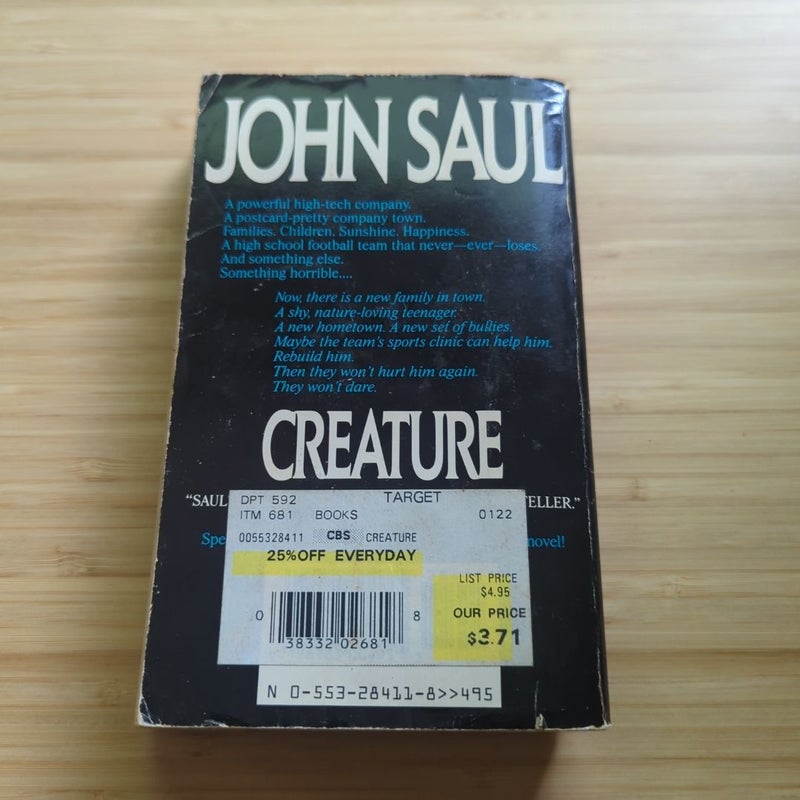 JOHN SAUL
A powerful high-tech company.
A postcard-pretty company town.
Families. Children. Sunshine. Happiness.
A high school football team that never—ever—loses.
And something else.
Something horrible....
Now, there is a new family in town.
A shy, nature-loving teenager.
A new hometown. A new set of bullies.
Maybe the team's sports clinic can help him.
Rebuild him.
Then they won't hurt him again.
They won't dare.
CREATURE
"SAUL TELLER."
Spe novel!
DPT 592 TARGET
ITM 681 BOOKS 0122
0055328411 CBS CREATURE
25%OFF EVERYDAY
LIST PRICE
$4.95
OUR PRICE
$3.71
0 38332 02681 8
N 0-553-28411-8>>495